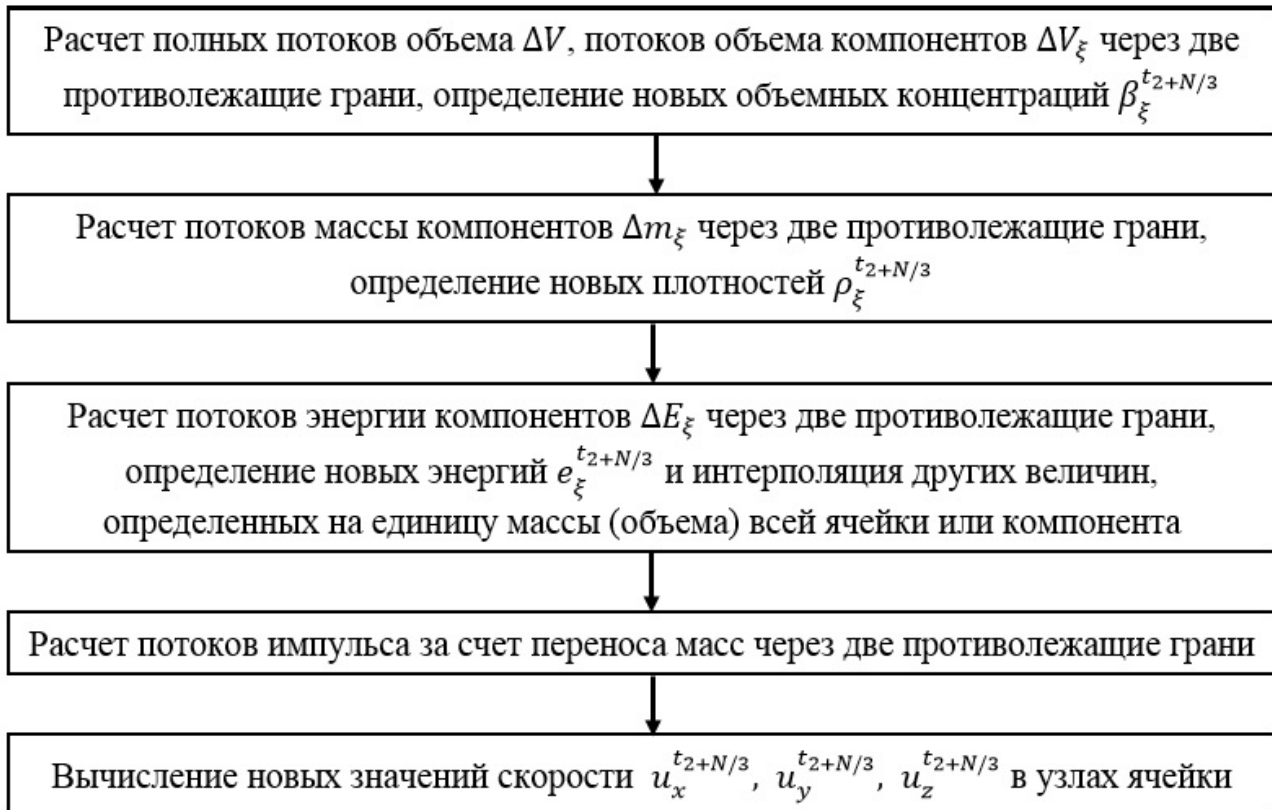 Расчет полных потоков объема ΔV, потоков объема компонентов ΔV_ξ через две
противолежащие грани, определение новых объемных концентраций β_ξ^{t_{2+N/3}}
Расчет потоков массы компонентов Δm_ξ через две противолежащие грани,
определение новых плотностей ρ_ξ^{t_{2+N/3}}
Расчет потоков энергии компонентов ΔE_ξ через две противолежащие грани,
определение новых энергий e_ξ^{t_{2+N/3}} и интерполяция других величин,
определенных на единицу массы (объема) всей ячейки или компонента
Расчет потоков импульса за счет переноса масс через две противолежащие грани
Вычисление новых значений скорости u_x^{t_{2+N/3}}, u_y^{t_{2+N/3}}, u_z^{t_{2+N/3}} в узлах ячейки